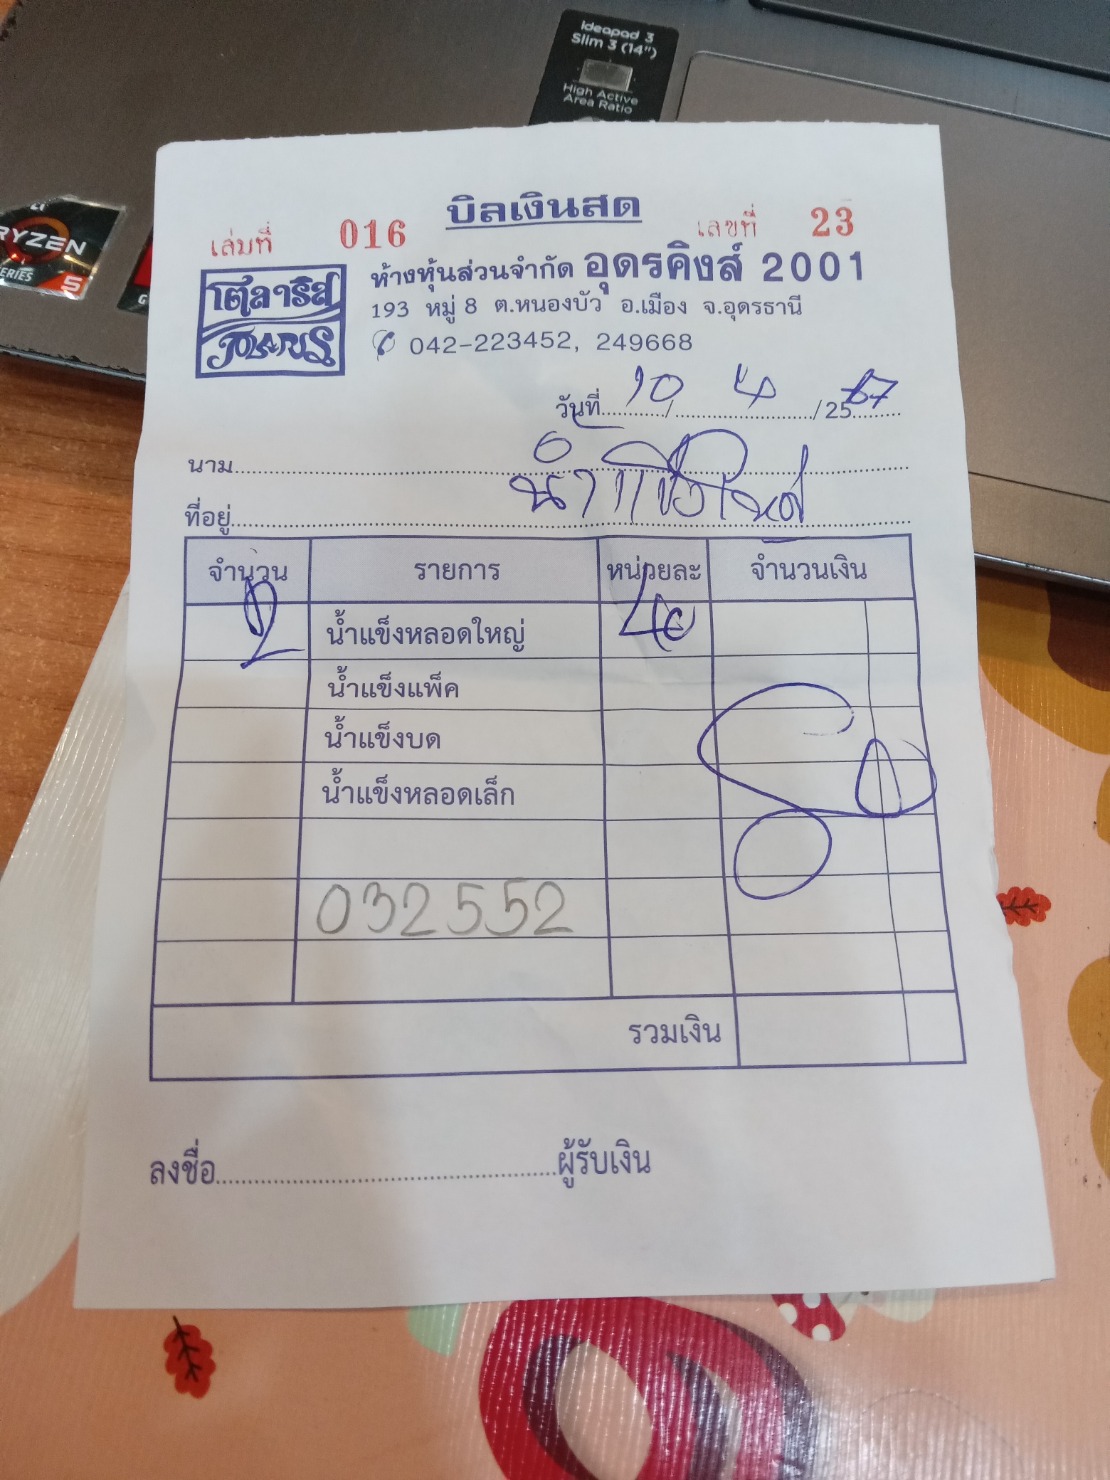 ideapad 3
Slim 3 (14")
High Active
Area Ratio
RYZEN
SERIES 5
บิลเงินสด
เล่มที่ 016 เลขที่ 23
โต๋ลาริส
POLARIS
ห้างหุ้นส่วนจำกัด อุดรคิงส์ 2001
193 หมู่ 8 ต.หนองบัว อ.เมือง จ.อุดรธานี
042-223452, 249668
วันที่ 10 / 4 / 2567
นาม
ที่อยู่
จำนวน รายการ หน่วยละ จำนวนเงิน
2 น้ำแข็งหลอดใหญ่ 40
น้ำแข็งแพ็ค
น้ำแข็งบด 80
น้ำแข็งหลอดเล็ก
032552
รวมเงิน
ลงชื่อ ผู้รับเงิน